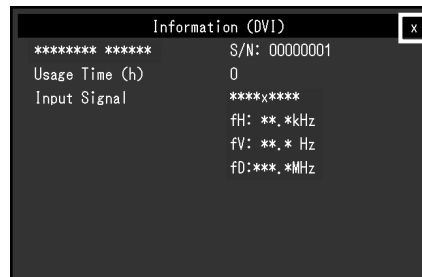 Information (DVI) x
******** ****** S/N: 00000001
Usage Time (h) 0
Input Signal ****x****
fH: **.*kHz
fV: **.* Hz
fD:***.*MHz